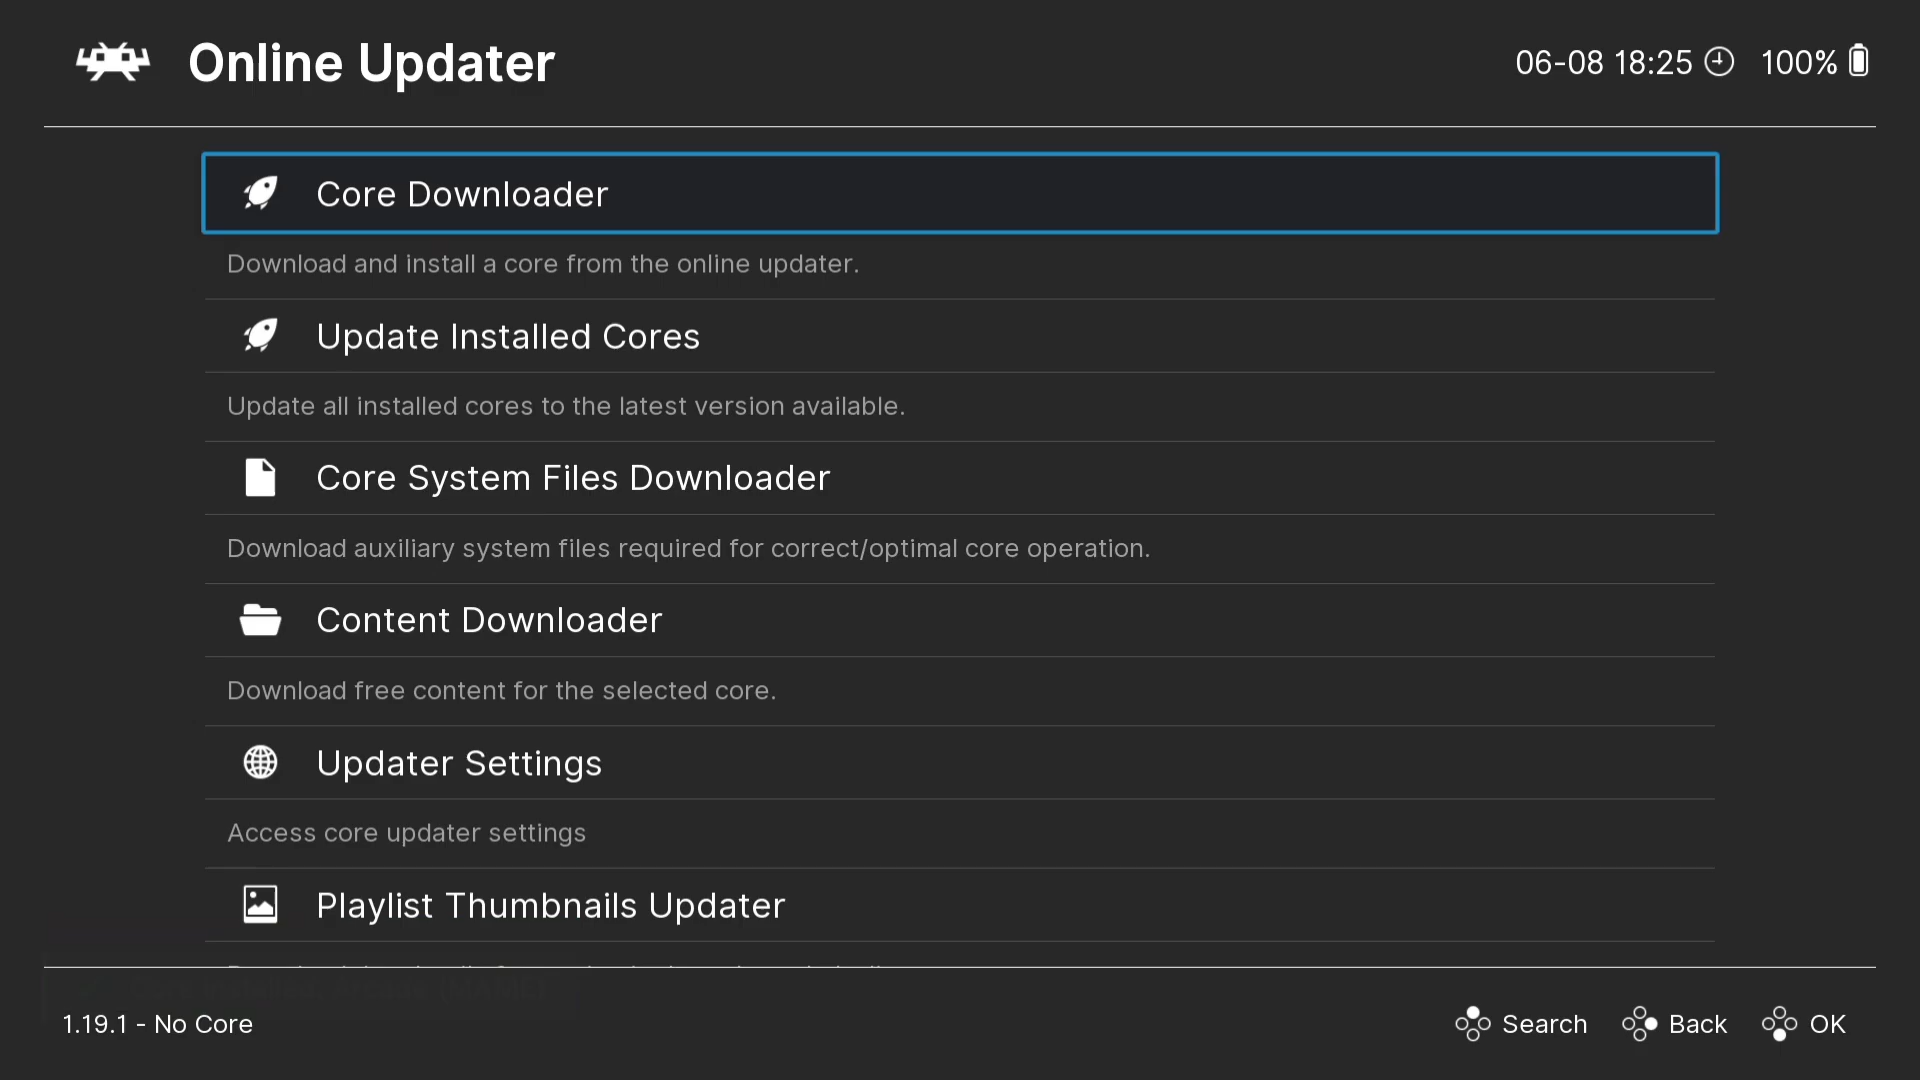 Online Updater
06-08 18:25 100%
Core Downloader
Download and install a core from the online updater.
Update Installed Cores
Update all installed cores to the latest version available.
Core System Files Downloader
Download auxiliary system files required for correct/optimal core operation.
Content Downloader
Download free content for the selected core.
Updater Settings
Access core updater settings
Playlist Thumbnails Updater
1.19.1 - No Core
Search Back OK